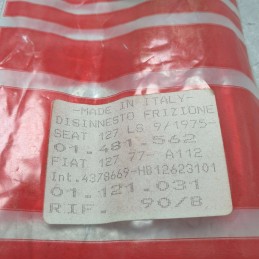 -MADE IN ITALY-
DISINNESTO FRIZIONE
SEAT 127 LS 9/1975-
01.481.562
FIAT 127 77- A112
Int.4378669-HB12623101
01.121.031
RIF. 90/8